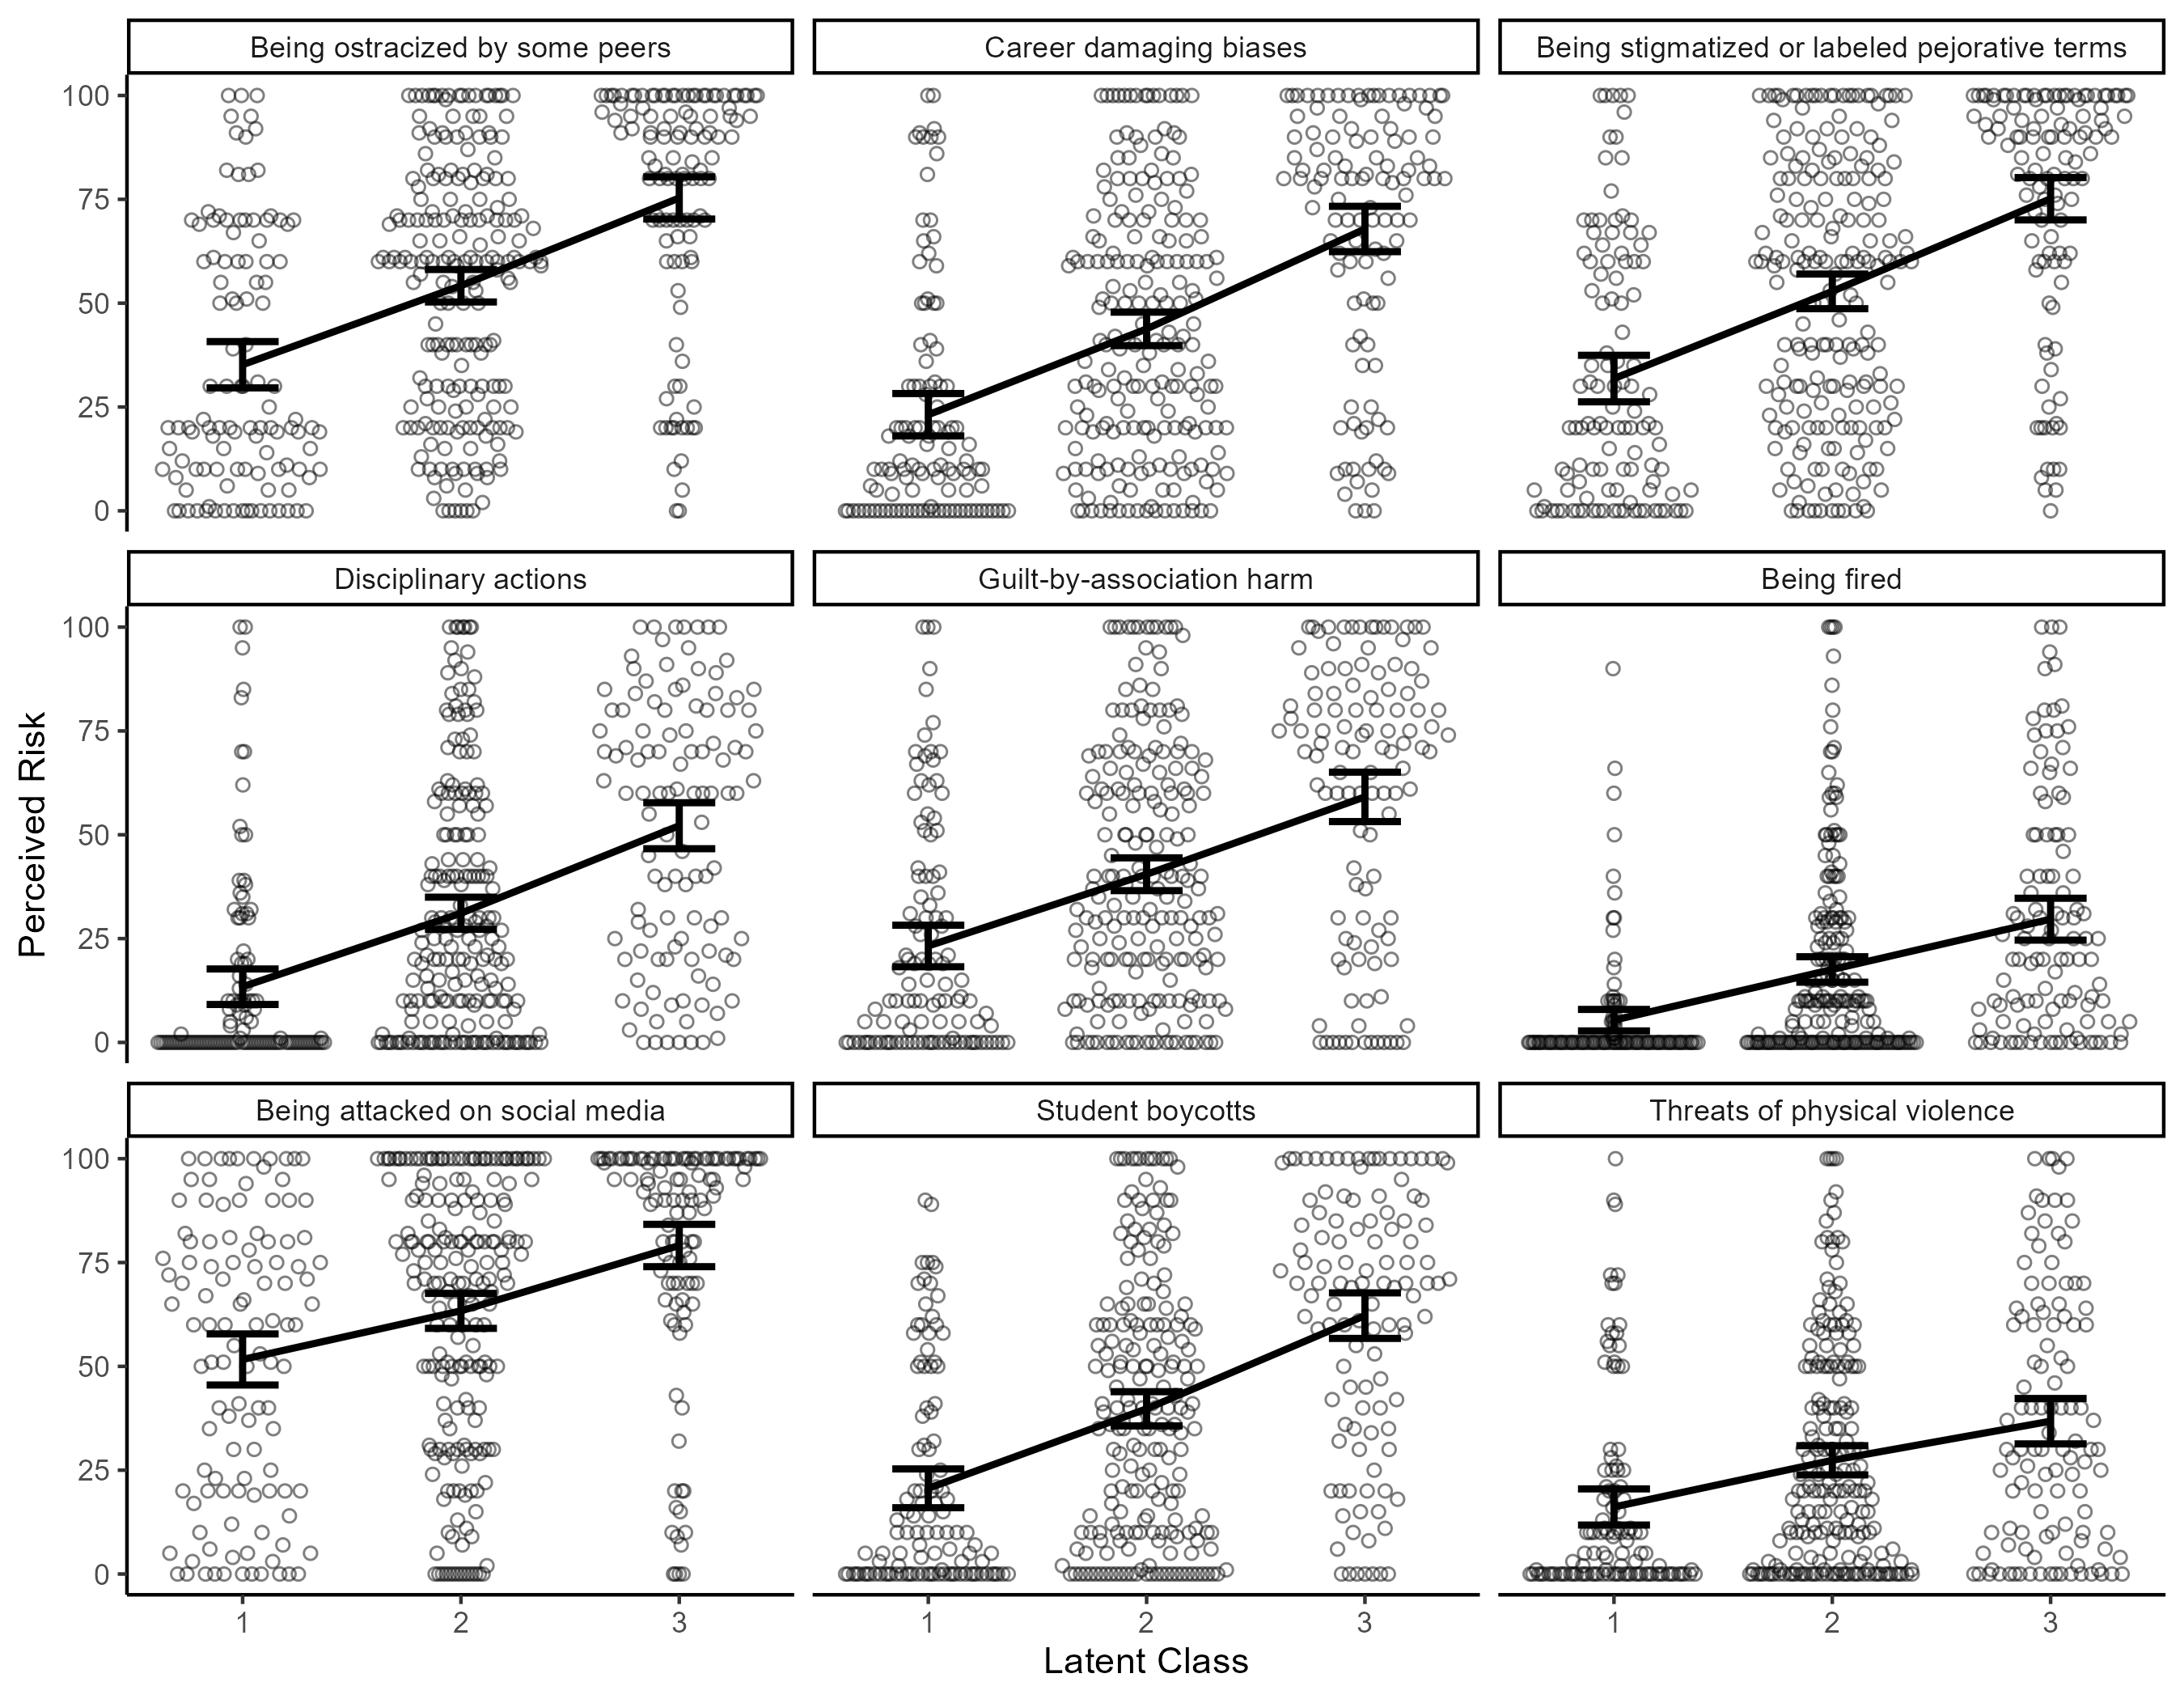 Being ostracized by some peers
Career damaging biases
Being stigmatized or labeled pejorative terms
100
75
50
25
0
Disciplinary actions
Guilt-by-association harm
Being fired
100
75
50
25
0
Perceived Risk
Being attacked on social media
Student boycotts
Threats of physical violence
100
75
50
25
0
1 2 3 1 2 3 1 2 3
Latent Class